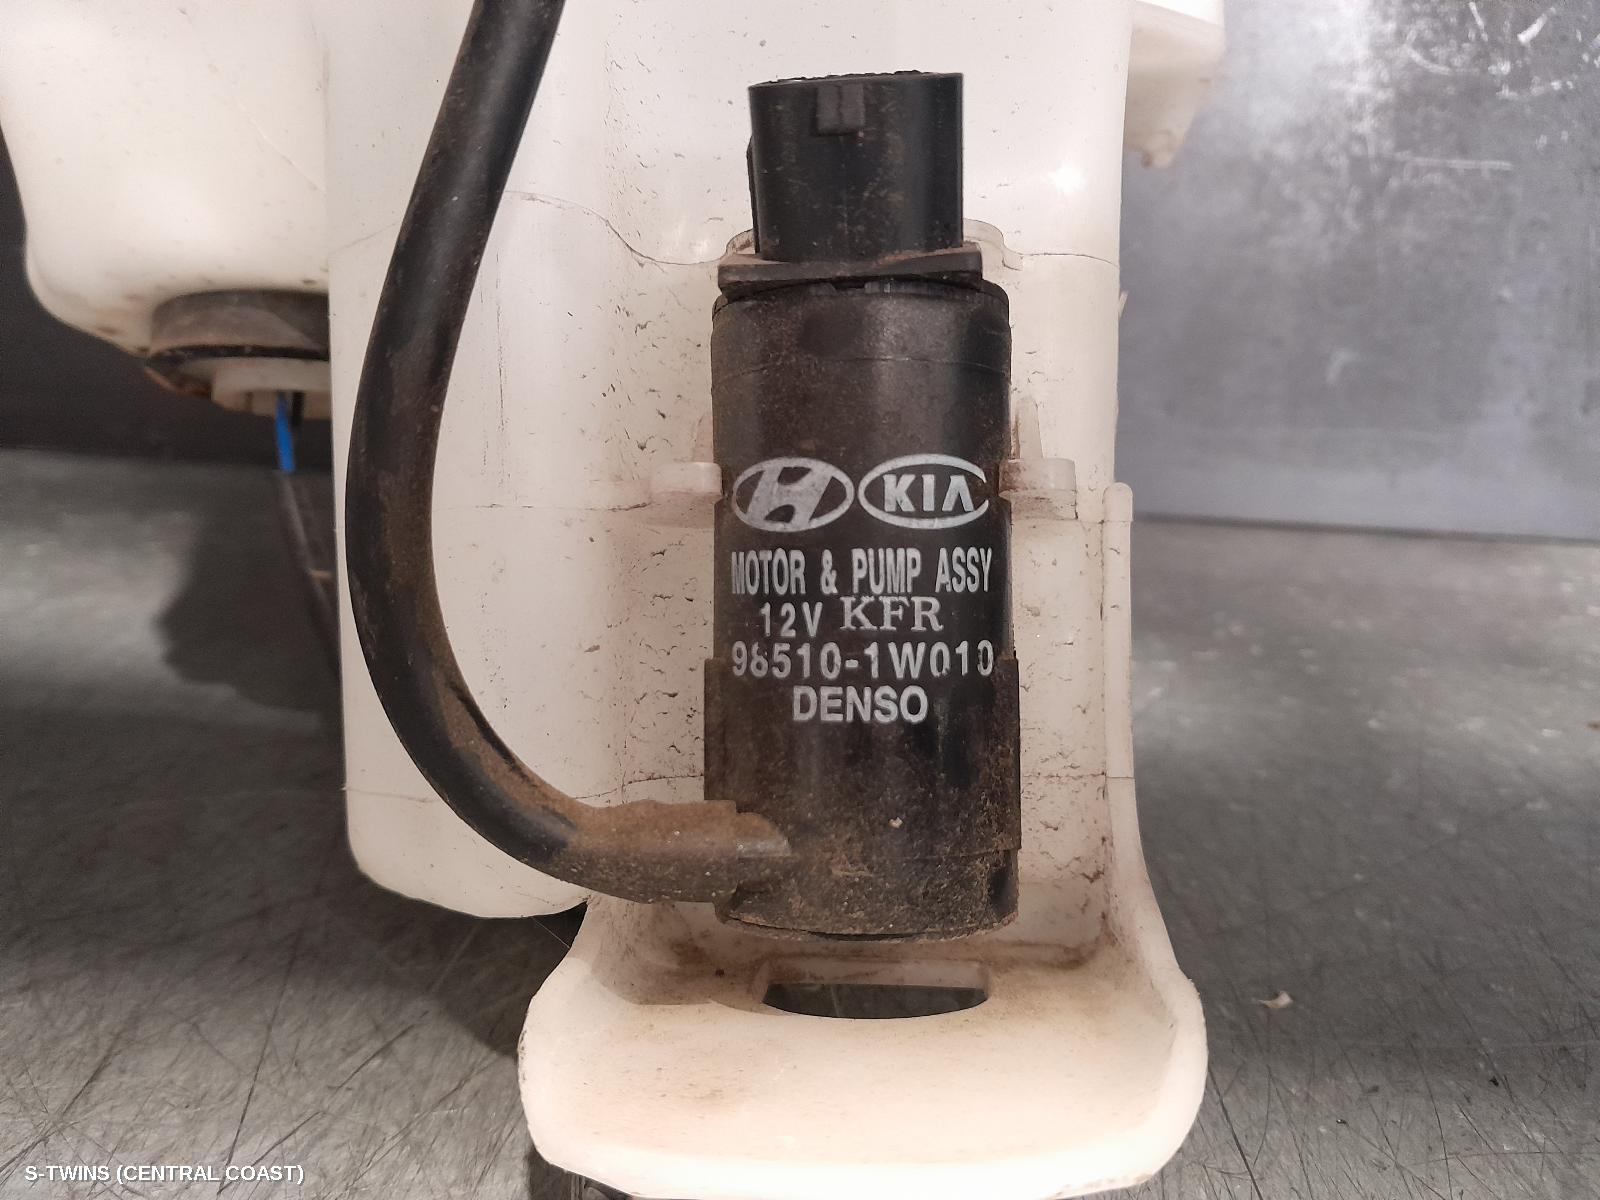 KIA
MOTOR & PUMP ASSY
12V KFR
98510-1W010
DENSO
S-TWINS (CENTRAL COAST)